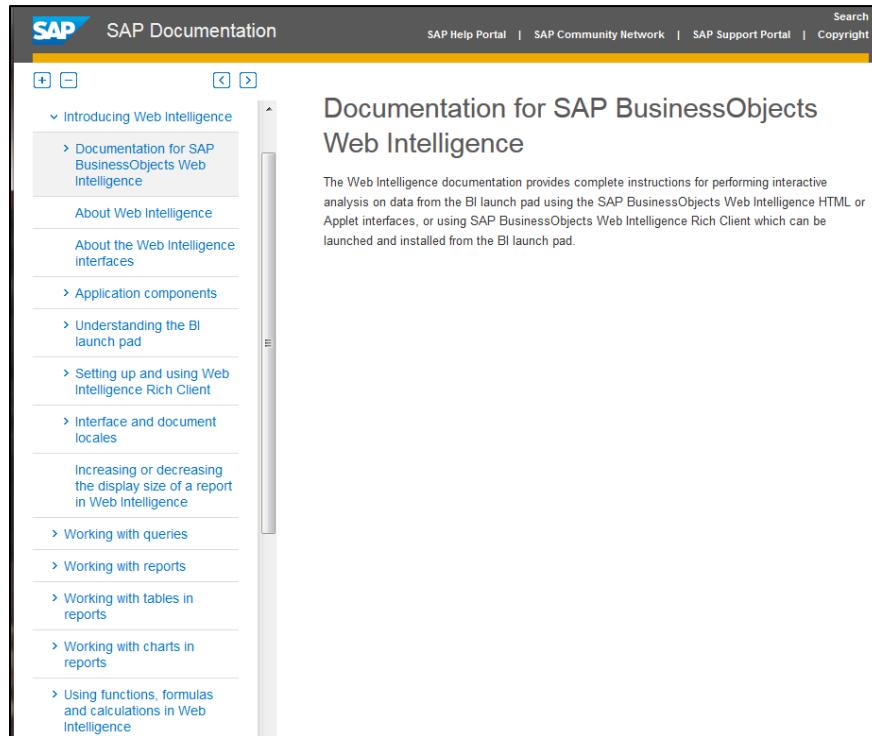 SAP
SAP Documentation
Search
SAP Help Portal | SAP Community Network | SAP Support Portal | Copyright
Introducing Web Intelligence
Documentation for SAP
BusinessObjects Web
Intelligence
About Web Intelligence
About the Web Intelligence
interfaces
Application components
Understanding the BI
launch pad
Setting up and using Web
Intelligence Rich Client
Interface and document
locales
Increasing or decreasing
the display size of a report
in Web Intelligence
Working with queries
Working with reports
Working with tables in
reports
Working with charts in
reports
Using functions, formulas
and calculations in Web
Intelligence
Documentation for SAP BusinessObjects
Web Intelligence
The Web Intelligence documentation provides complete instructions for performing interactive
analysis on data from the BI launch pad using the SAP BusinessObjects Web Intelligence HTML or
Applet interfaces, or using SAP BusinessObjects Web Intelligence Rich Client which can be
launched and installed from the BI launch pad.